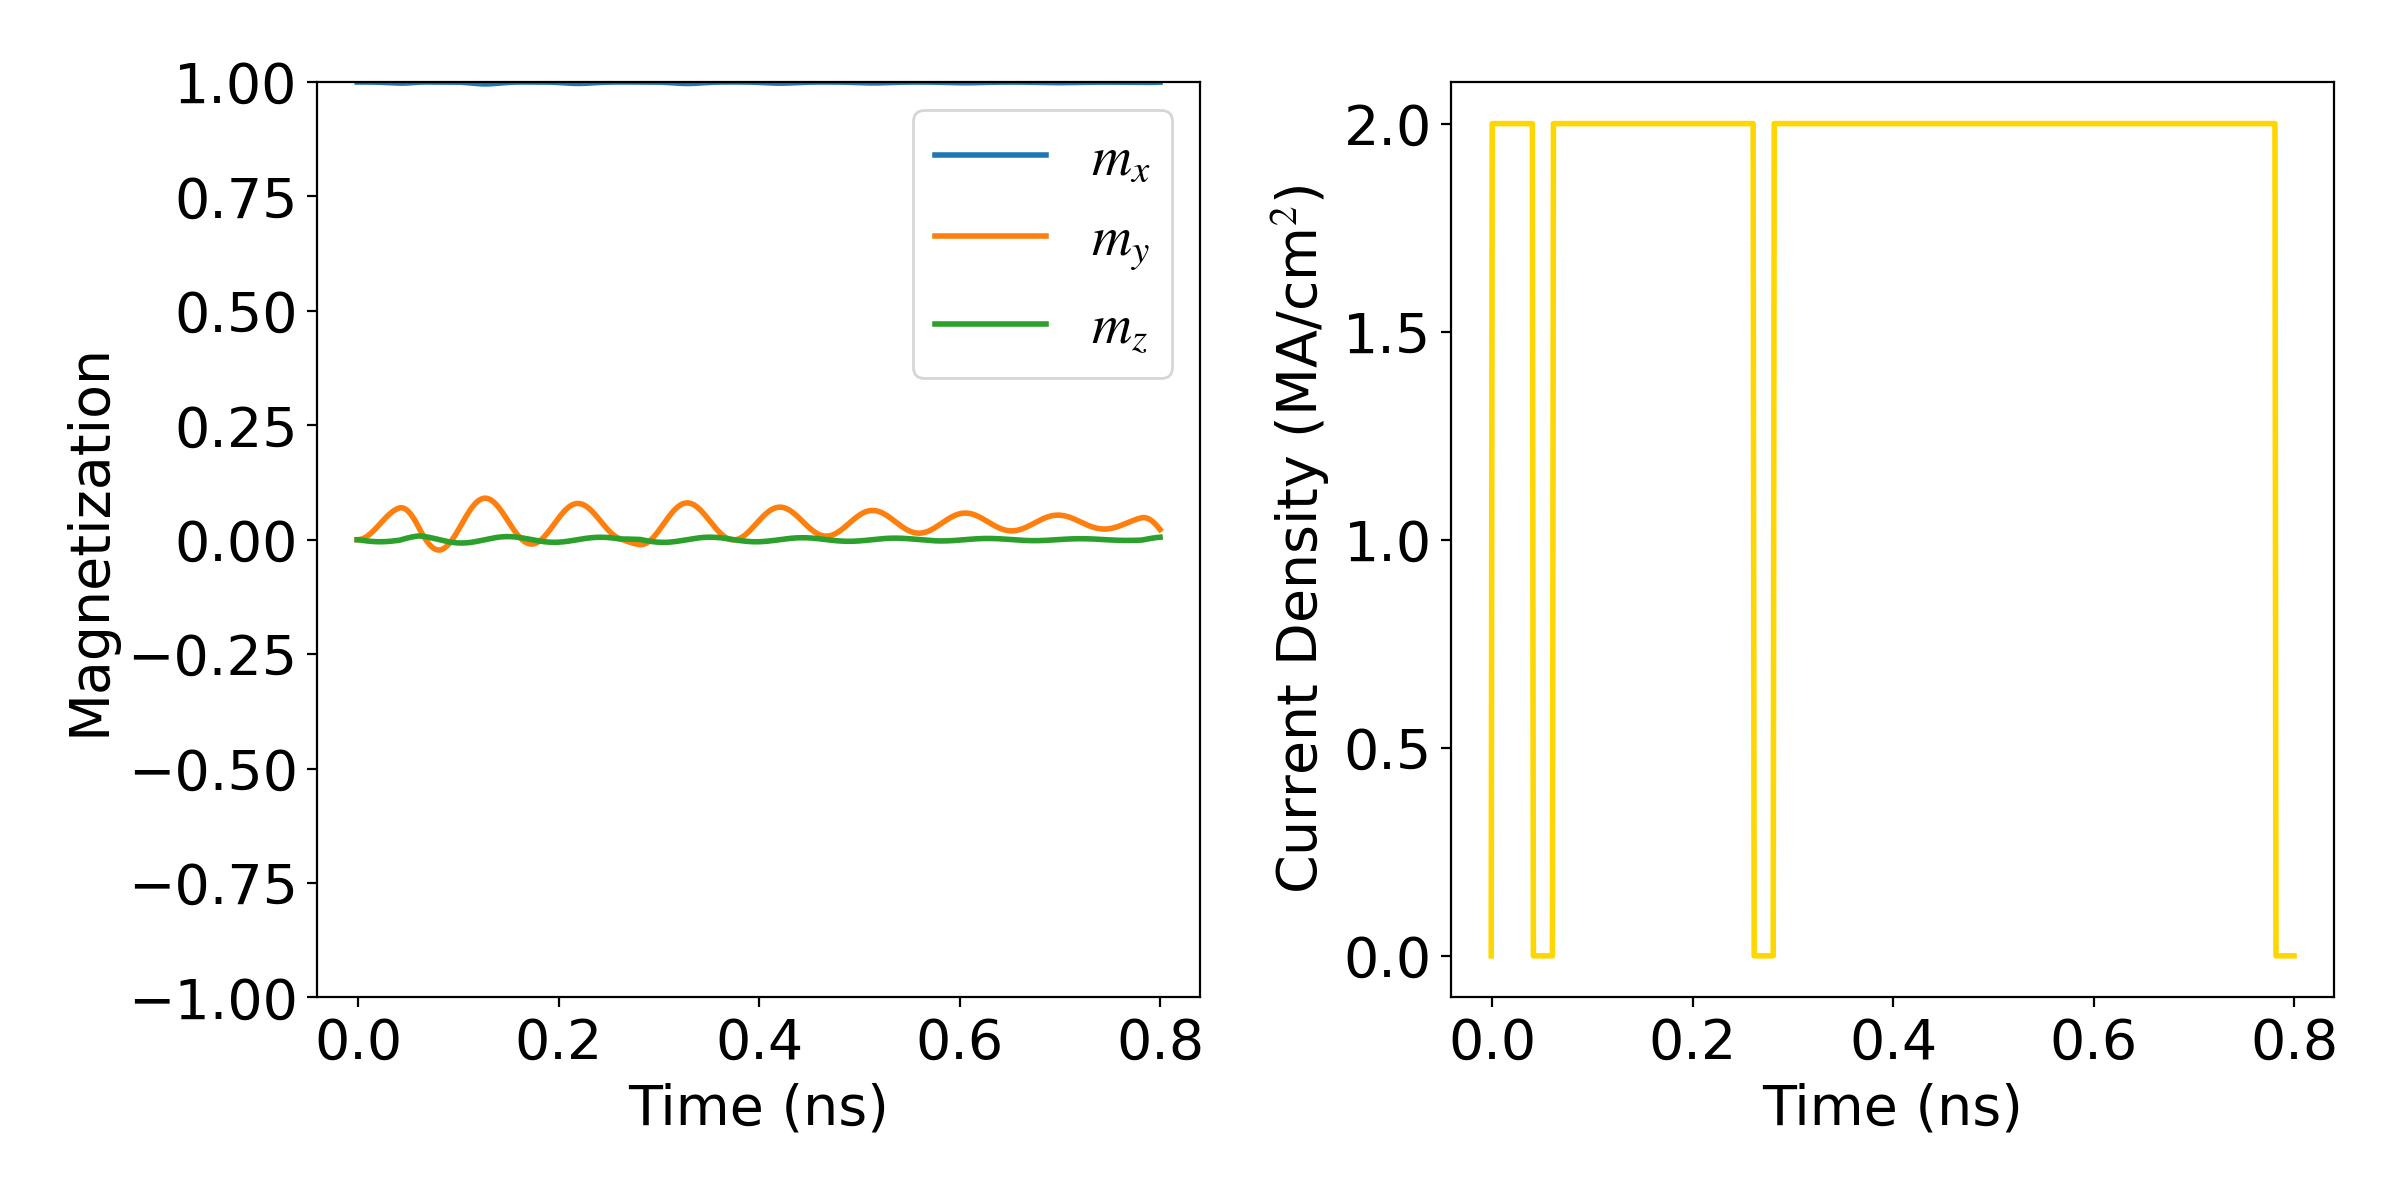 1.00
0.75
0.50
0.25
0.00
−0.25
−0.50
−0.75
−1.00
Magnetization
0.0 0.2 0.4 0.6 0.8
Time (ns)
m_x
m_y
m_z
2.0
1.5
1.0
0.5
0.0
Current Density (MA/cm²)
0.0 0.2 0.4 0.6 0.8
Time (ns)